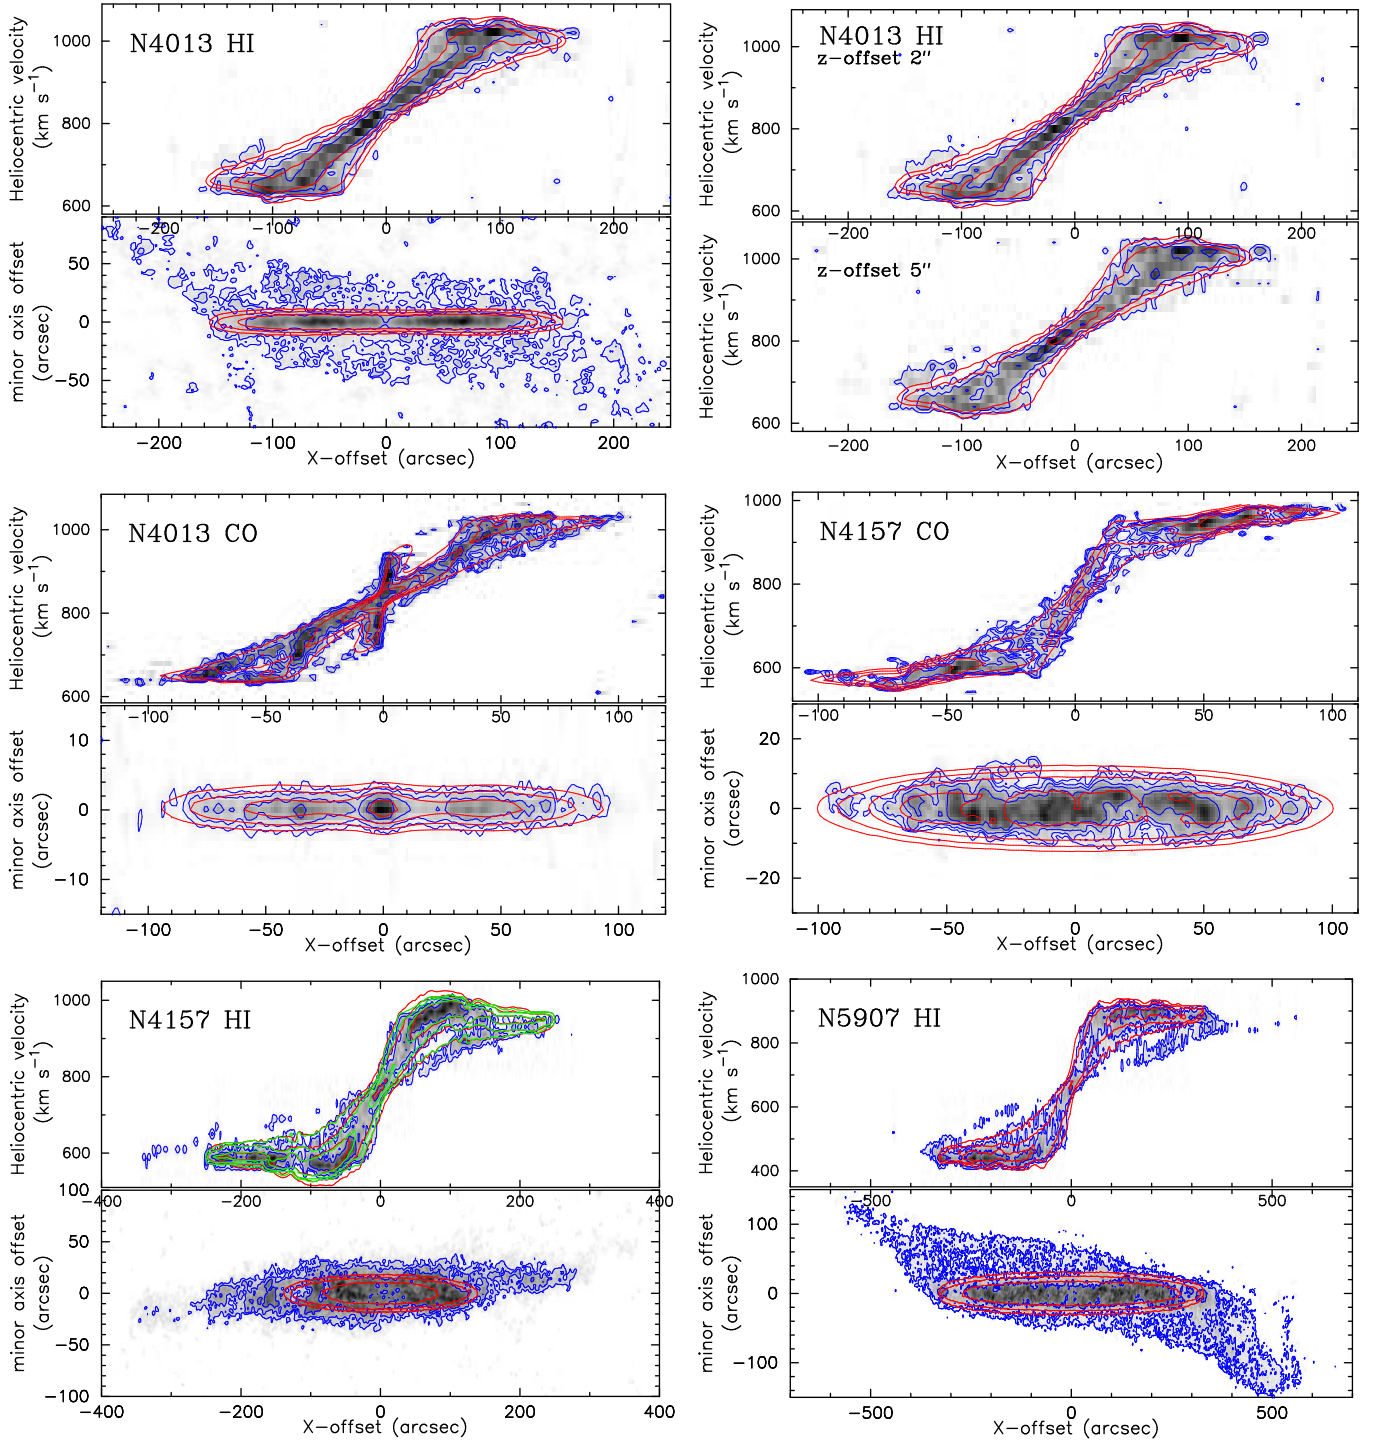 N4013 HI
Heliocentric velocity
(km s−1)
1000
800
600
−200 −100 0 100 200
minor axis offset
(arcsec)
50
0
−50
−200 −100 0 100 200
X−offset (arcsec)
N4013 HI
z−offset 2"
Heliocentric velocity
(km s−1)
1000
800
600
−200 −100 0 100 200
z−offset 5"
Heliocentric velocity
(km s−1)
1000
800
600
−200 −100 0 100 200
X−offset (arcsec)
N4013 CO
Heliocentric velocity
(km s−1)
1000
800
600
−100 −50 0 50 100
minor axis offset
(arcsec)
10
0
−10
−100 −50 0 50 100
X−offset (arcsec)
N4157 CO
Heliocentric velocity
(km s−1)
1000
800
600
−100 −50 0 50 100
minor axis offset
(arcsec)
20
0
−20
−100 −50 0 50 100
X−offset (arcsec)
N4157 HI
Heliocentric velocity
(km s−1)
1000
800
600
−400 −200 0 200 400
minor axis offset
(arcsec)
100
50
0
−50
−100
−400 −200 0 200 400
X−offset (arcsec)
N5907 HI
Heliocentric velocity
(km s−1)
1000
800
600
400
−500 0 500
minor axis offset
(arcsec)
100
0
−100
−500 0 500
X−offset (arcsec)